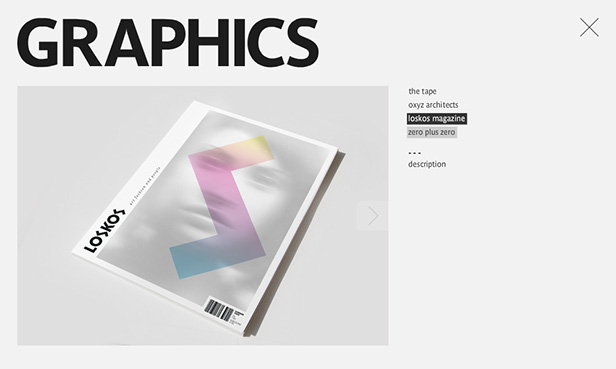 GRAPHICS
the tape
oxyz architects
loskos magazine
zero plus zero
---
description
LOSKOS
art fashion and people